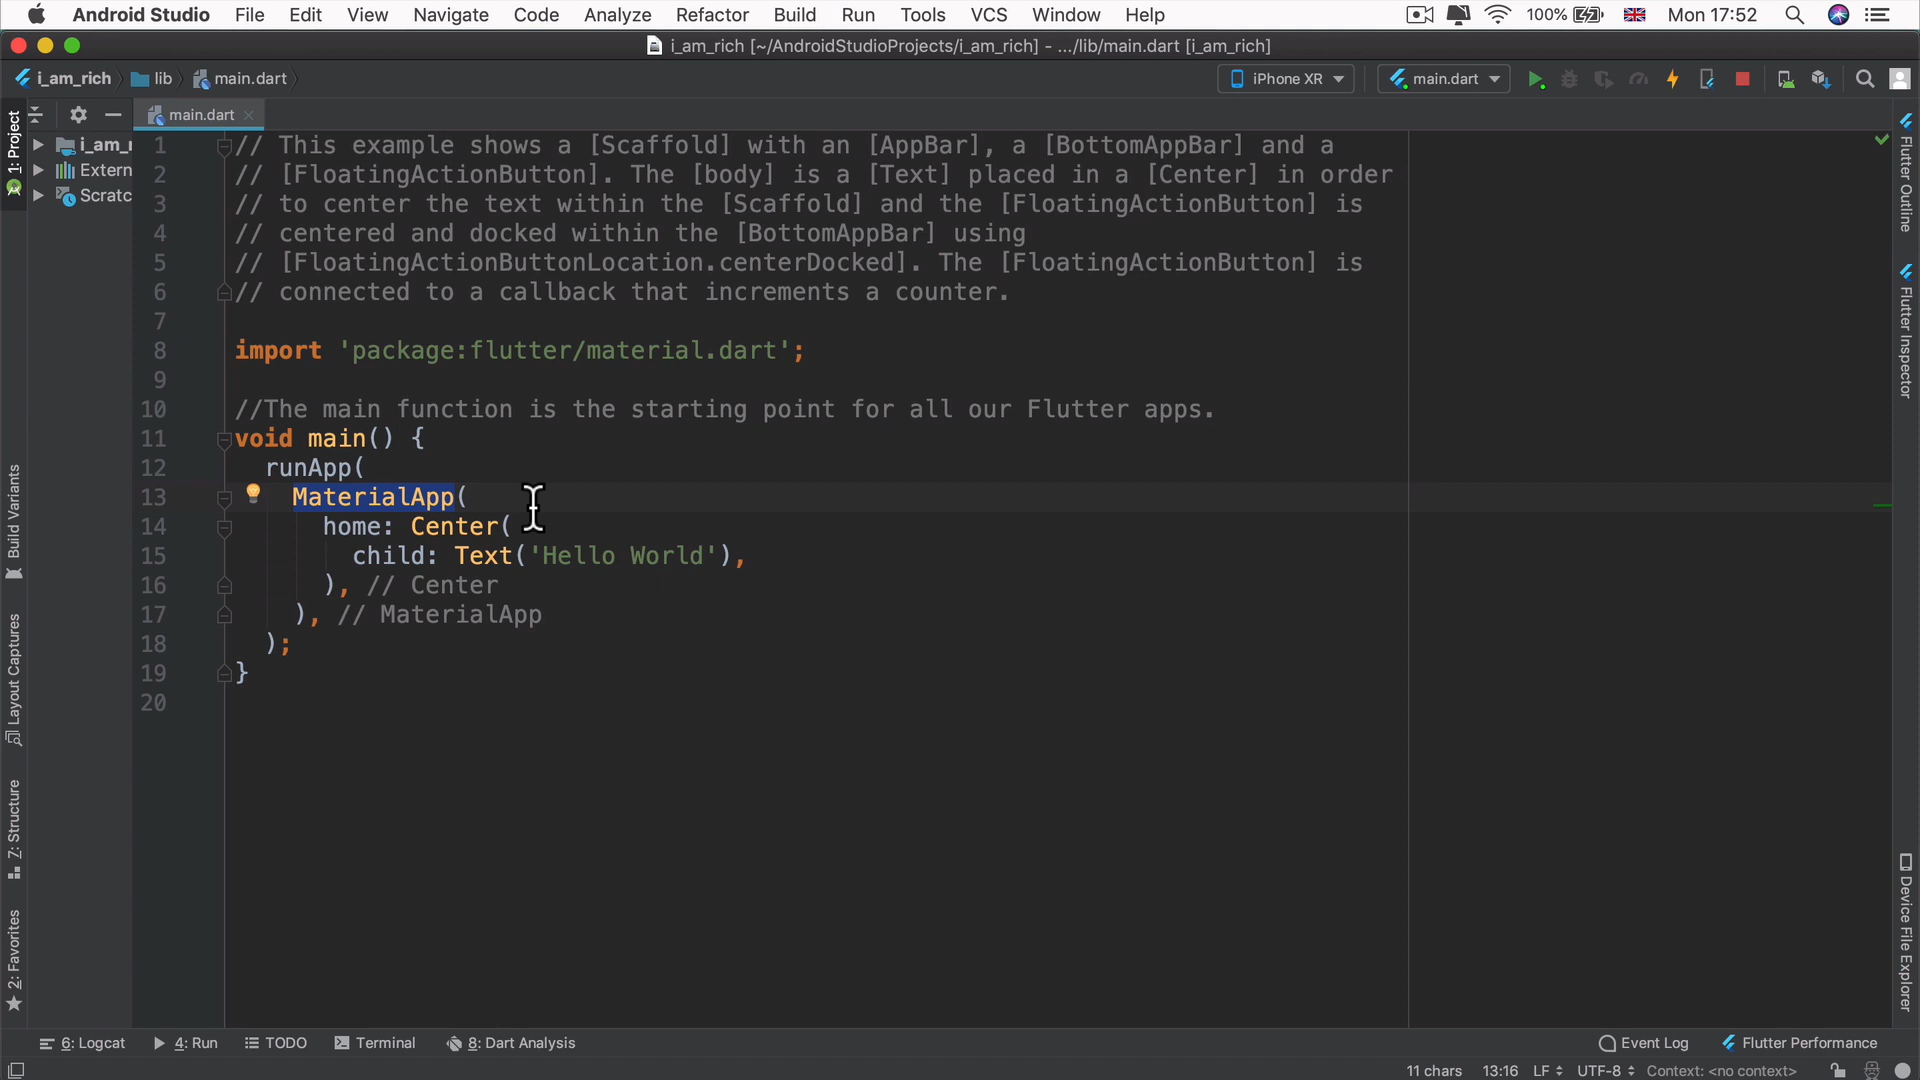 Android Studio File Edit View Navigate Code Analyze Refactor Build Run Tools VCS Window Help 100% Mon 17:52
i_am_rich [~/AndroidStudioProjects/i_am_rich] - .../lib/main.dart [i_am_rich]
i_am_rich lib main.dart iPhone XR main.dart
main.dart
1: Project
i_am_r
Extern
Scratc
Build Variants
Layout Captures
7: Structure
2: Favorites
1 // This example shows a [Scaffold] with an [AppBar], a [BottomAppBar] and a
2 // [FloatingActionButton]. The [body] is a [Text] placed in a [Center] in order
3 // to center the text within the [Scaffold] and the [FloatingActionButton] is
4 // centered and docked within the [BottomAppBar] using
5 // [FloatingActionButtonLocation.centerDocked]. The [FloatingActionButton] is
6 // connected to a callback that increments a counter.
7
8 import 'package:flutter/material.dart';
9
10 //The main function is the starting point for all our Flutter apps.
11 void main() {
12 runApp(
13 MaterialApp(
14 home: Center(
15 child: Text('Hello World'),
16 ), // Center
17 ), // MaterialApp
18 );
19 }
20
Flutter Outline
Flutter Inspector
Device File Explorer
6: Logcat 4: Run TODO Terminal 8: Dart Analysis Event Log Flutter Performance
11 chars 13:16 LF UTF-8 Context: <no context>